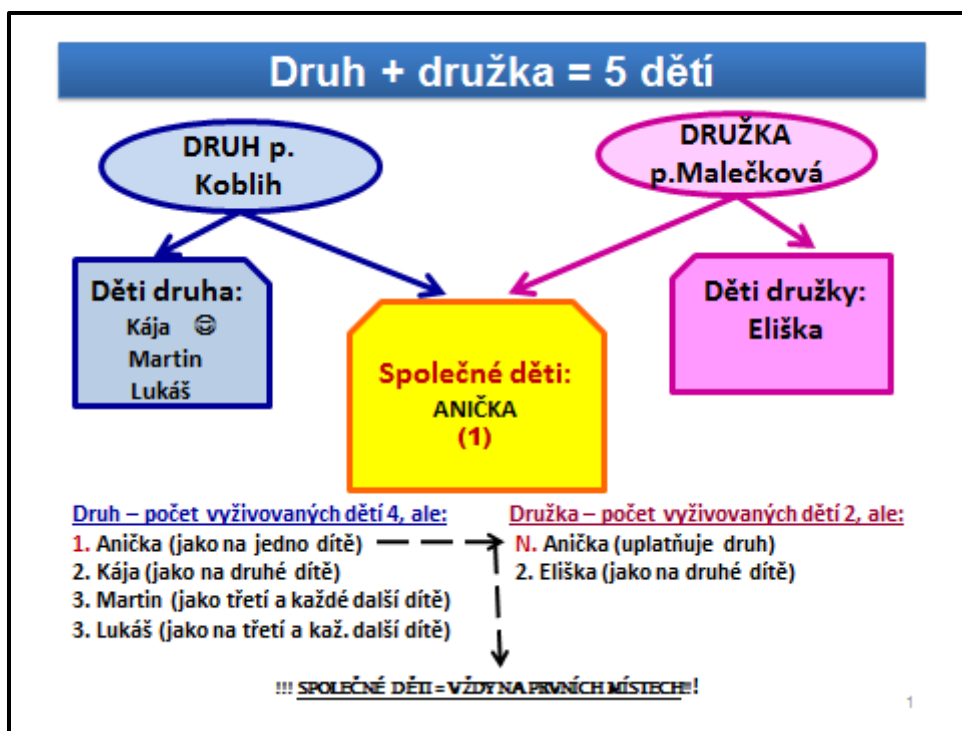 Druh + družka = 5 dětí
DRUH p.
Koblih
DRUŽKA
p.Malečková
Děti druha:
Kája ☺
Martin
Lukáš
Společné děti:
ANIČKA
(1)
Děti družky:
Eliška
Druh – počet vyživovaných dětí 4, ale:
1. Anička (jako na jedno dítě)
2. Kája (jako na druhé dítě)
3. Martin (jako třetí a každé další dítě)
3. Lukáš (jako na třetí a kaž. další dítě)
Družka – počet vyživovaných dětí 2, ale:
N. Anička (uplatňuje druh)
2. Eliška (jako na druhé dítě)
!!! SPOLEČNÉ DĚTI = VŽDY NA PRVNÍCH MÍSTECH!!!
1